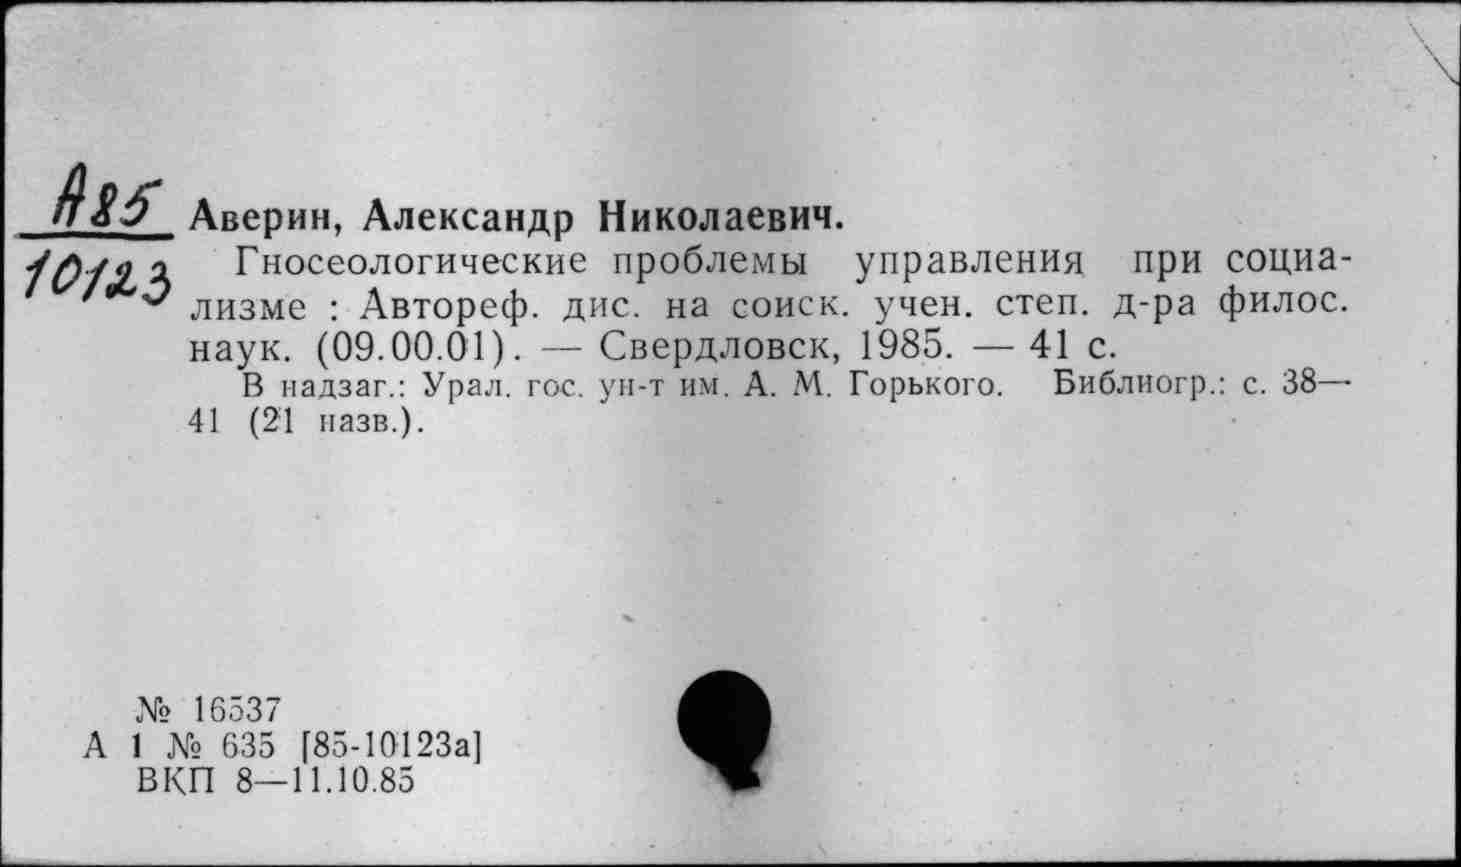 А85
10123
Аверин, Александр Николаевич.
Гносеологические проблемы управления при социа-
лизме : Автореф. дис. на соиск. учен. степ. д-ра филос.
наук. (09.00.01). — Свердловск, 1985. — 41 с.
В надзаг.: Урал. гос. ун-т им. А. М. Горького. Библиогр.: с. 38—
41 (21 назв.).
№ 16537
А 1 № 635 [85-10123а]
ВКП 8—11.10.85